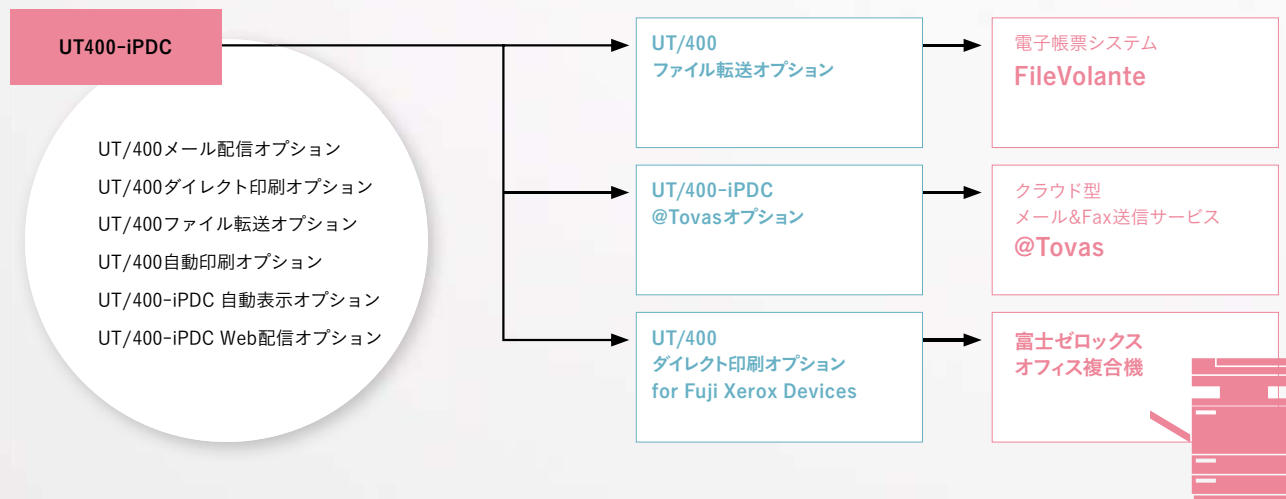 UT400-iPDC
UT/400メール配信オプション
UT/400ダイレクト印刷オプション
UT/400ファイル転送オプション
UT/400自動印刷オプション
UT/400-iPDC 自動表示オプション
UT/400-iPDC Web配信オプション
UT/400
ファイル転送オプション
電子帳票システム
FileVolante
UT/400-iPDC
@Tovasオプション
クラウド型
メール&Fax送信サービス
@Tovas
UT/400
ダイレクト印刷オプション
for Fuji Xerox Devices
富士ゼロックス
オフィス複合機